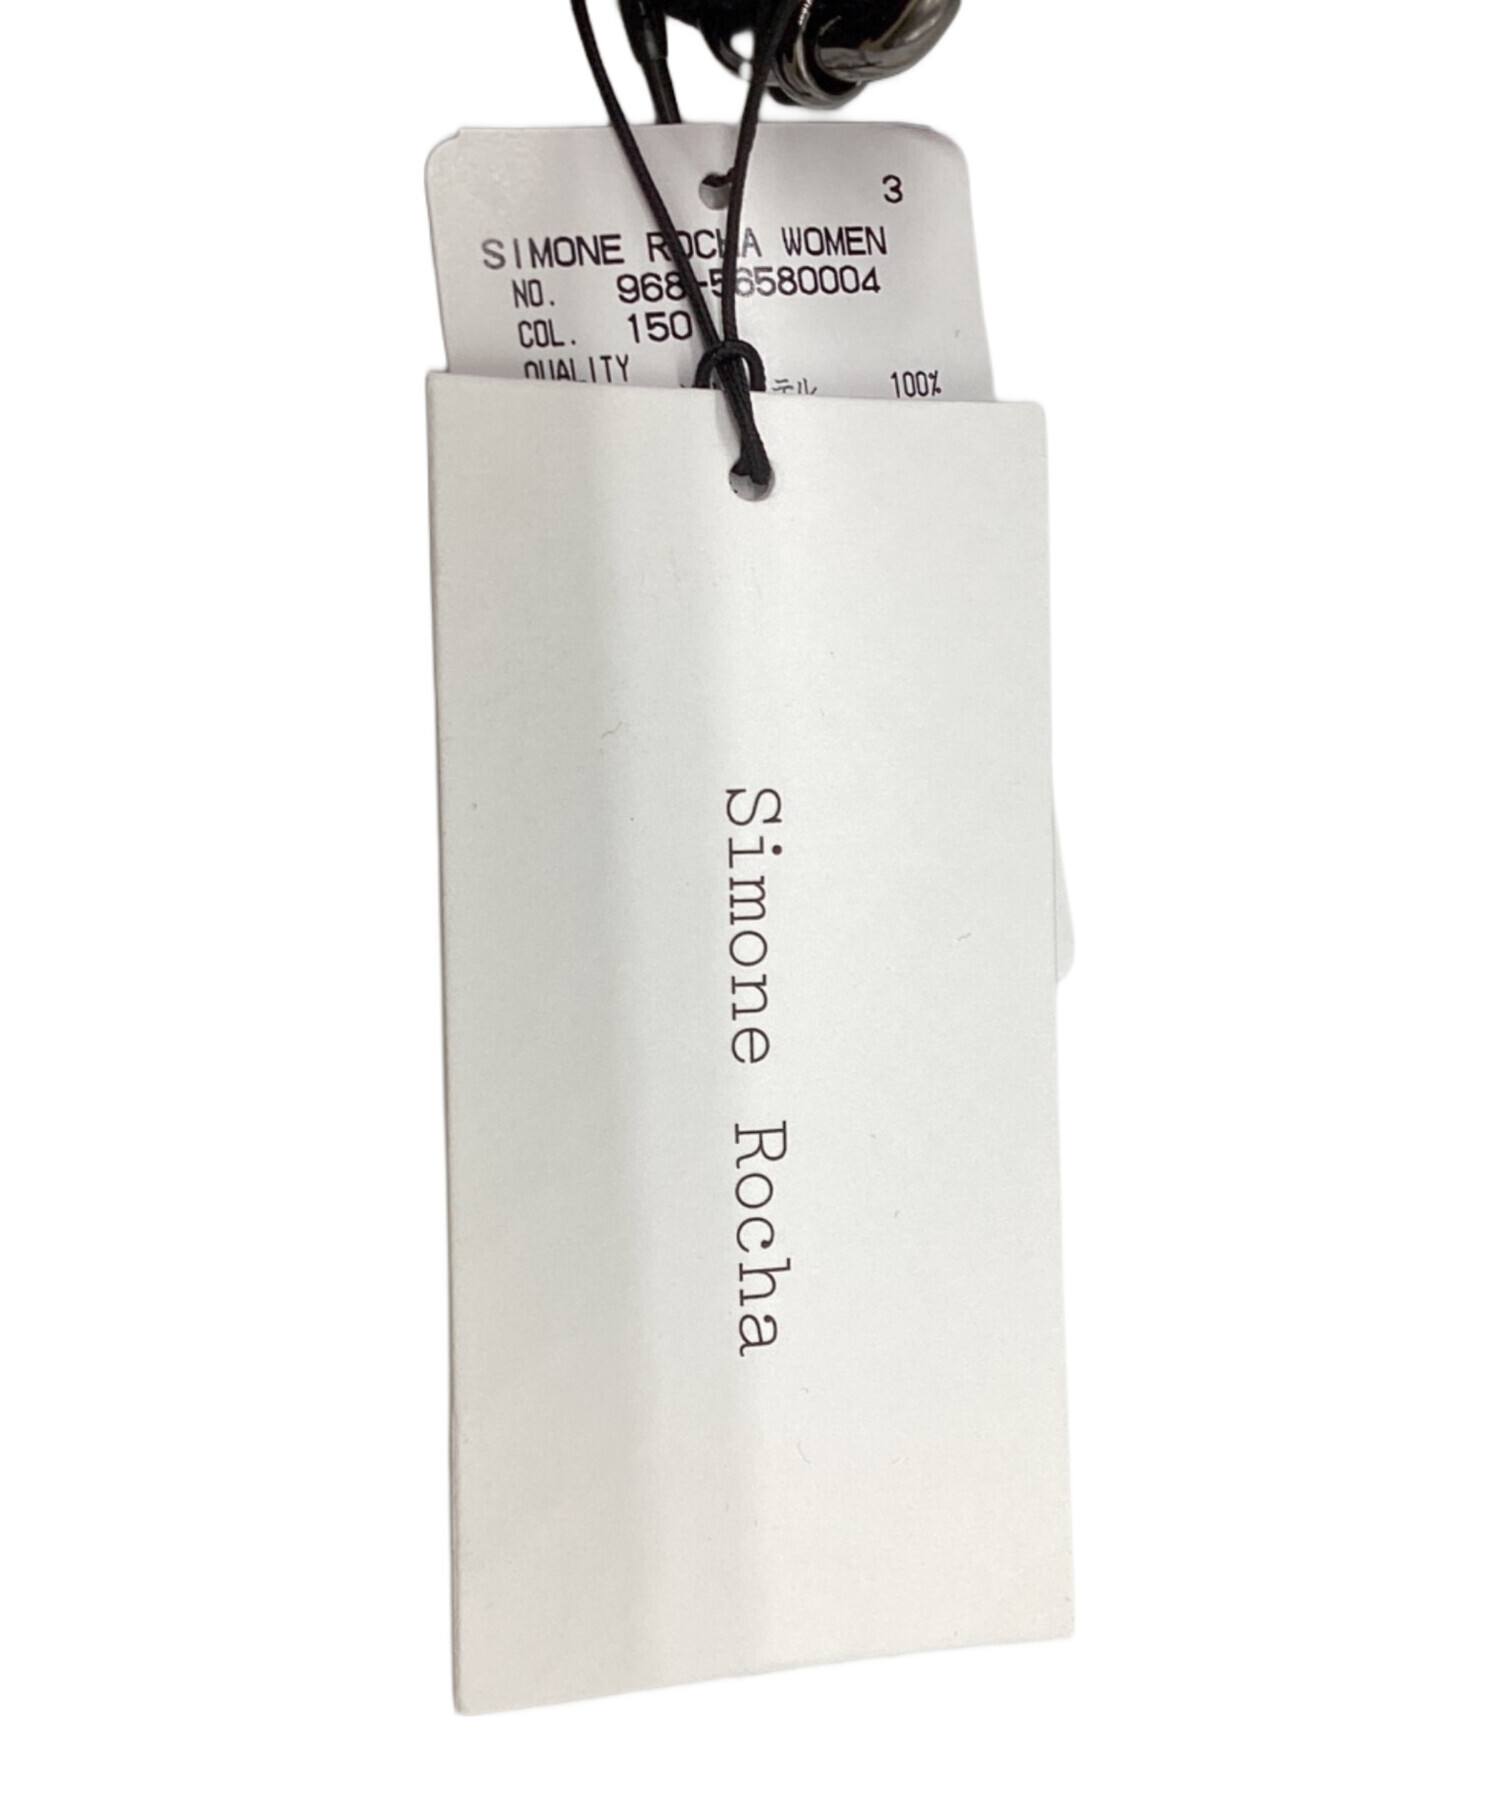 3
SIMONE ROCHA WOMEN
NO. 968-56580004
COL. 150
QUALITY 100%
Simone Rocha